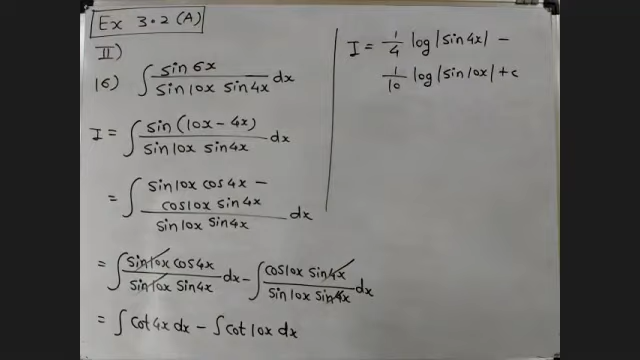 Ex 3.2 (A)
II)
16) ∫ sin 6x / sin 10x sin 4x dx
I = ∫ sin (10x - 4x) / sin 10x sin 4x dx
= ∫ sin 10x cos 4x - cos 10x sin 4x / sin 10x sin 4x dx
= ∫ sin 10x cos 4x / sin 10x sin 4x dx - ∫ cos 10x sin 4x / sin 10x sin 4x dx
= ∫ cot 4x dx - ∫ cot 10x dx
I = 1/4 log |sin 4x| -
1/10 log |sin 10x| + c